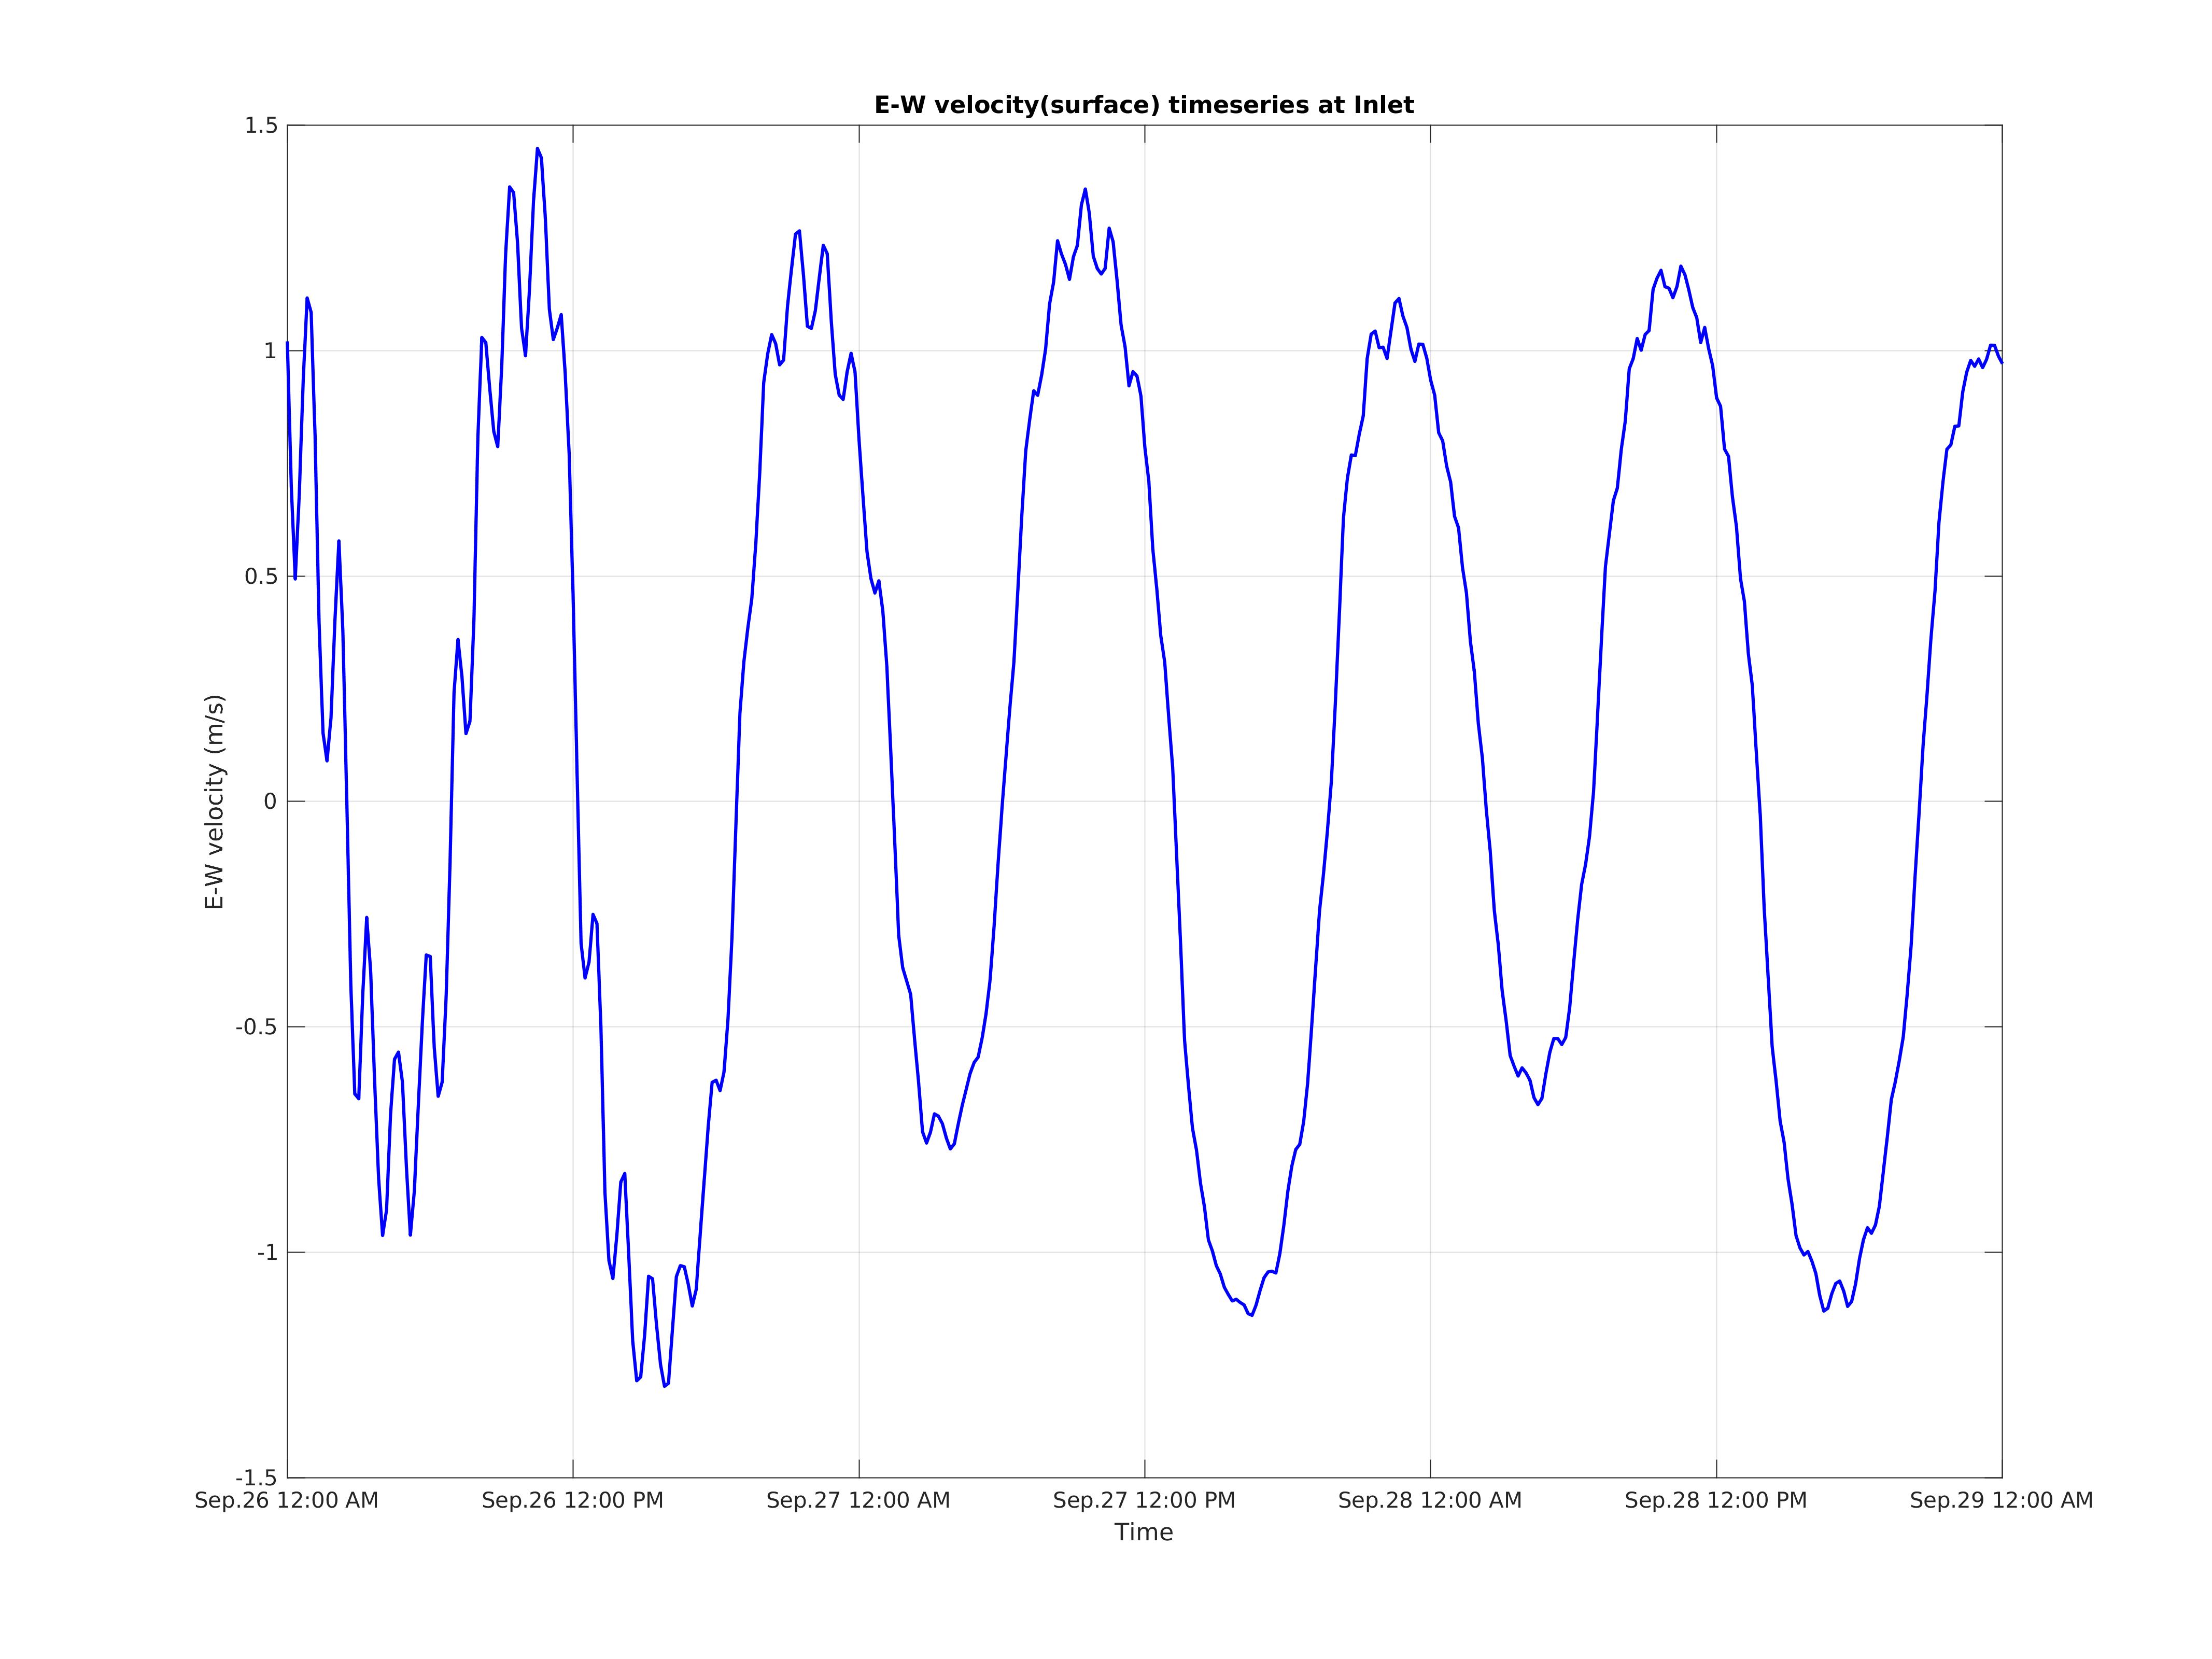 E-W velocity(surface) timeseries at Inlet
1.5
1
0.5
0
-0.5
-1
-1.5
E-W velocity (m/s)
Sep.26 12:00 AM
Sep.26 12:00 PM
Sep.27 12:00 AM
Sep.27 12:00 PM
Sep.28 12:00 AM
Sep.28 12:00 PM
Sep.29 12:00 AM
Time